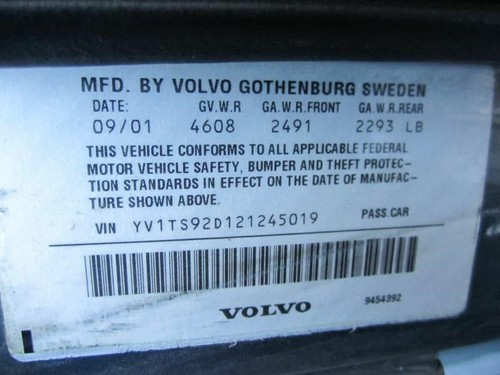 MFD. BY VOLVO GOTHENBURG SWEDEN
DATE: GV.W.R GA.W.R.FRONT GA.W.R.REAR
09/01 4608 2491 2293 LB
THIS VEHICLE CONFORMS TO ALL APPLICABLE FEDERAL
MOTOR VEHICLE SAFETY, BUMPER AND THEFT PROTEC-
TION STANDARDS IN EFFECT ON THE DATE OF MANUFAC-
TURE SHOWN ABOVE.
VIN YV1TS92D121245019 PASS.CAR
VOLVO 9454392